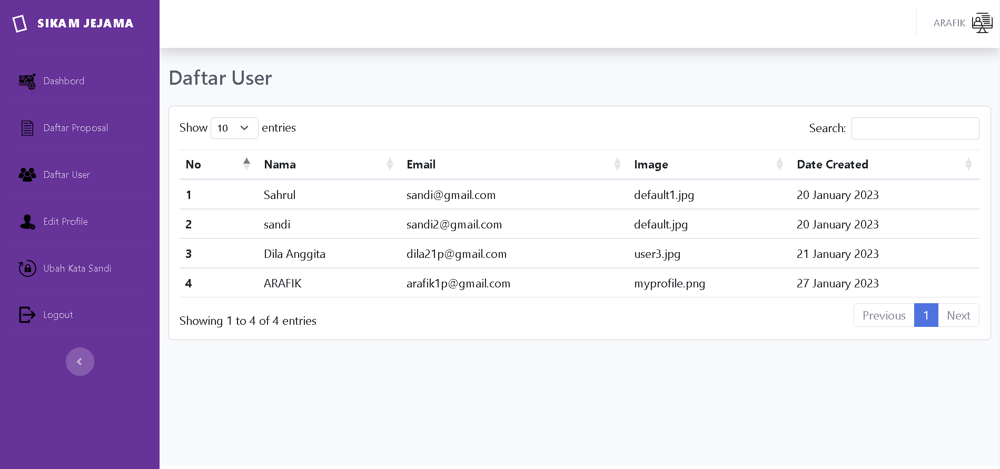 SIKAM JEJAMA
ARAFIK
Dashbord
Daftar Proposal
Daftar User
Edit Profile
Ubah Kata Sandi
Logout
Daftar User
Show 10 entries
Search:
No Nama Email Image Date Created
1 Sahrul sandi@gmail.com default1.jpg 20 January 2023
2 sandi sandi2@gmail.com default.jpg 20 January 2023
3 Dila Anggita dila21p@gmail.com user3.jpg 21 January 2023
4 ARAFIK arafik1p@gmail.com myprofile.png 27 January 2023
Showing 1 to 4 of 4 entries
Previous 1 Next